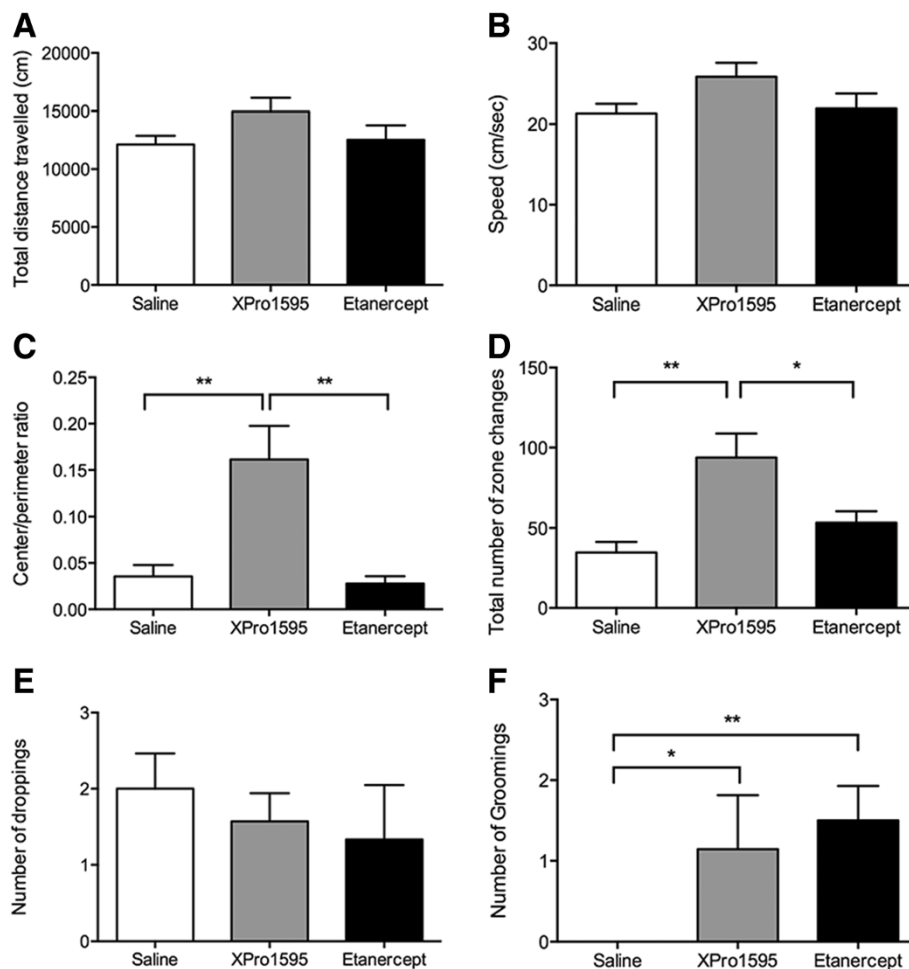 A
Total distance travelled (cm)
20000
15000
10000
5000
0
Saline XPro1595 Etanercept
B
Speed (cm/sec)
30
20
10
0
Saline XPro1595 Etanercept
C
Center/perimeter ratio
0.25
0.20
0.15
0.10
0.05
0.00
** **
Saline XPro1595 Etanercept
D
Total number of zone changes
150
100
50
0
** *
Saline XPro1595 Etanercept
E
Number of droppings
3
2
1
0
Saline XPro1595 Etanercept
F
Number of Groomings
3
2
1
0
**
*
Saline XPro1595 Etanercept